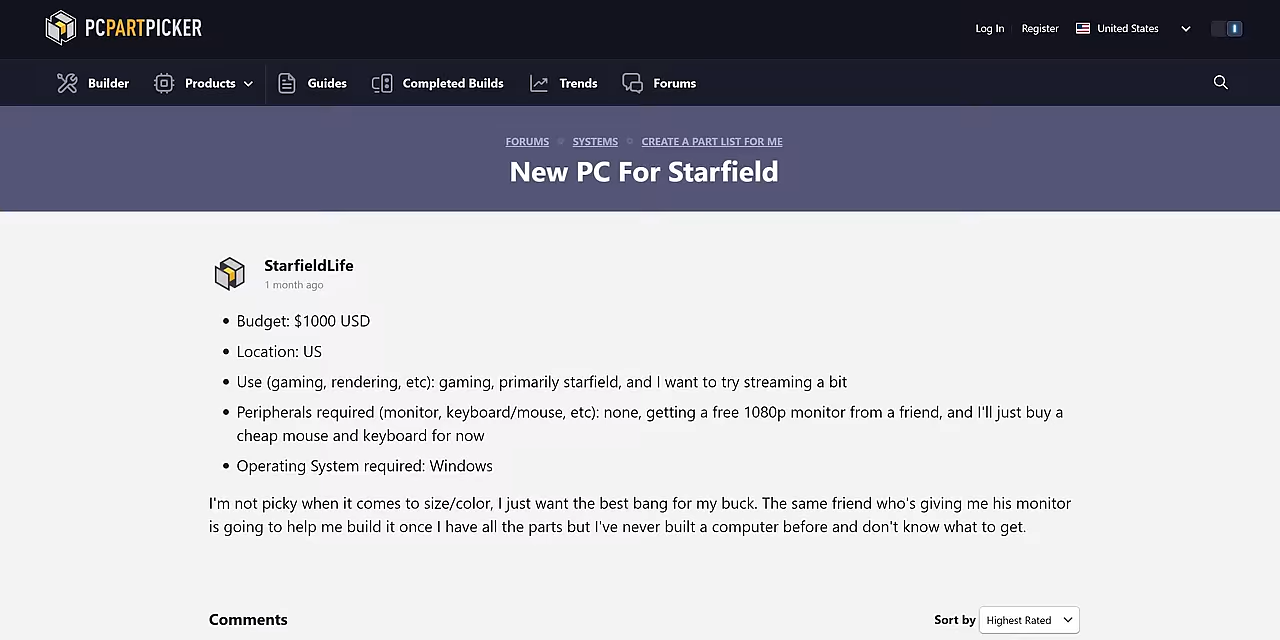 PCPARTPICKER
Log In Register United States
Builder Products Guides Completed Builds Trends Forums
FORUMS SYSTEMS CREATE A PART LIST FOR ME
New PC For Starfield
StarfieldLife
1 month ago
• Budget: $1000 USD
• Location: US
• Use (gaming, rendering, etc): gaming, primarily starfield, and I want to try streaming a bit
• Peripherals required (monitor, keyboard/mouse, etc): none, getting a free 1080p monitor from a friend, and I'll just buy a
cheap mouse and keyboard for now
• Operating System required: Windows
I'm not picky when it comes to size/color, I just want the best bang for my buck. The same friend who's giving me his monitor
is going to help me build it once I have all the parts but I've never built a computer before and don't know what to get.
Comments
Sort by Highest Rated